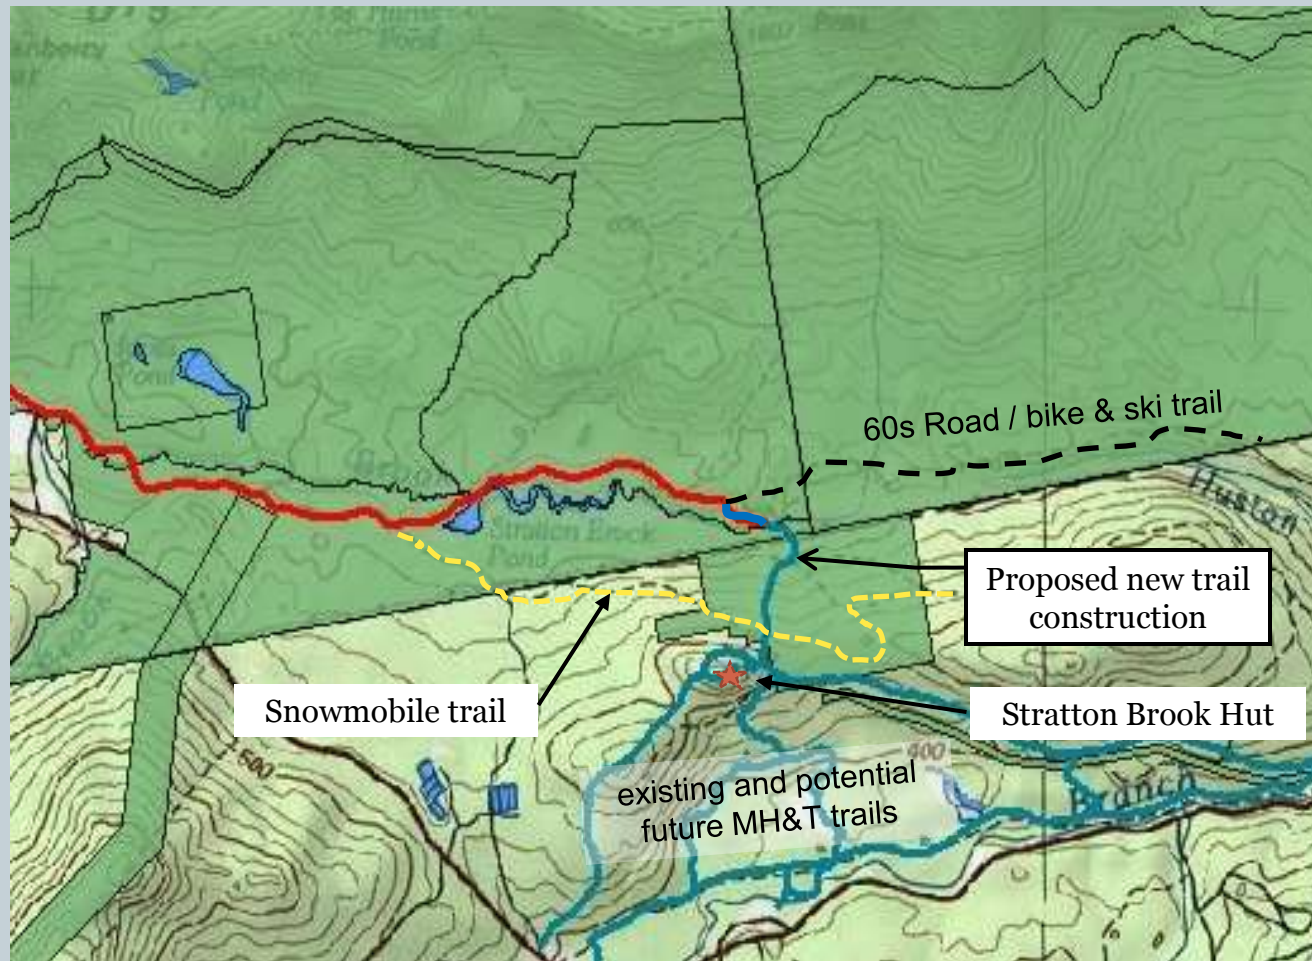 Pond
60s Road / bike & ski trail
Huston
Stratton Brook
Pond
Proposed new trail
construction
Snowmobile trail
Stratton Brook Hut
500
400
existing and potential
future MH&T trails
Branch